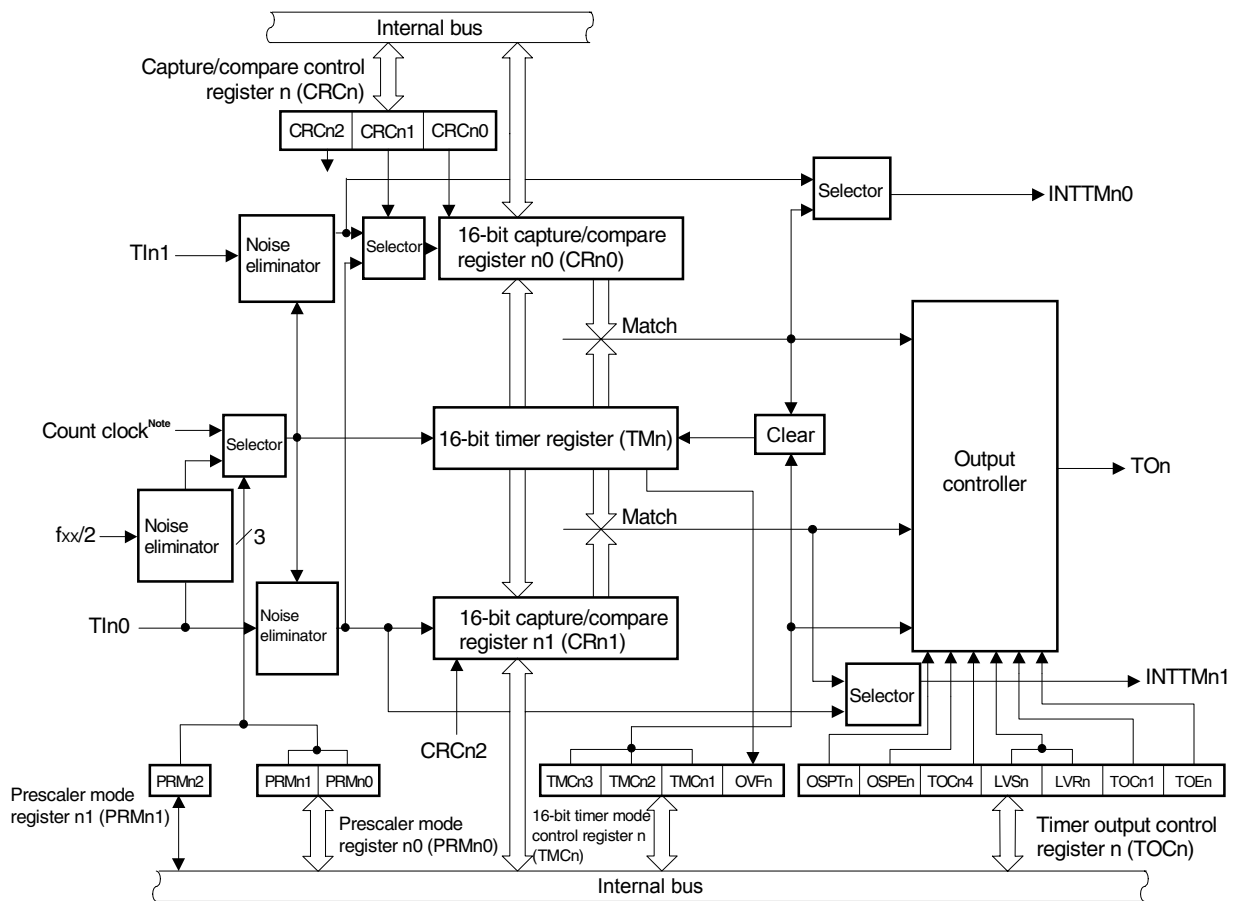 Internal bus
Capture/compare control
register n (CRCn)
CRCn2 CRCn1 CRCn0
Selector
INTTMn0
TIn1
Noise
eliminator
Selector
16-bit capture/compare
register n0 (CRn0)
Match
Count clock Note
Selector
16-bit timer register (TMn)
Clear
Output
controller
TOn
fxx/2
Noise
eliminator
3
Match
TIn0
Noise
eliminator
16-bit capture/compare
register n1 (CRn1)
Selector
INTTMn1
CRCn2
PRMn2
PRMn1 PRMn0
TMCn3 TMCn2 TMCn1 OVFn
OSPTn OSPEn TOCn4 LVSn LVRn TOCn1 TOEn
Prescaler mode
register n1 (PRMn1)
Prescaler mode
register n0 (PRMn0)
16-bit timer mode
control register n
(TMCn)
Timer output control
register n (TOCn)
Internal bus